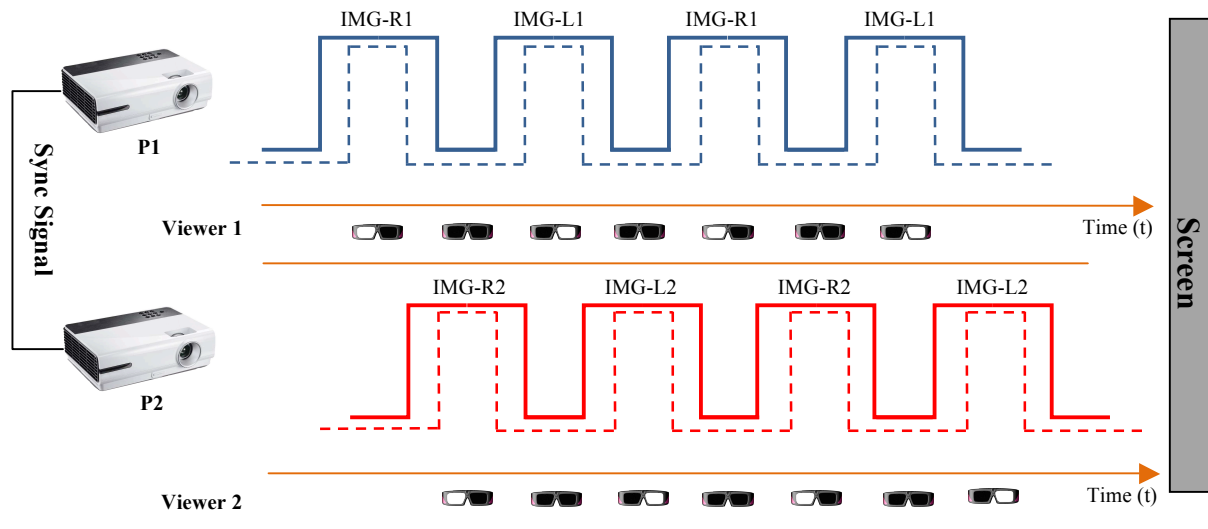 IMG-R1 IMG-L1 IMG-R1 IMG-L1
P1
Sync Signal
Viewer 1
Time (t)
Screen
IMG-R2 IMG-L2 IMG-R2 IMG-L2
P2
Viewer 2
Time (t)